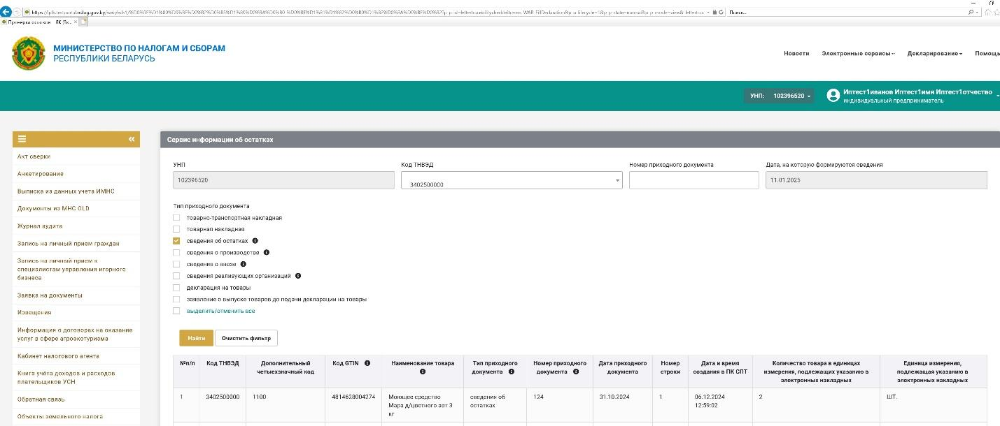 Проверка остатков - ЛК (Эк...
Поиск...
МИНИСТЕРСТВО ПО НАЛОГАМ И СБОРАМ
РЕСПУБЛИКИ БЕЛАРУСЬ
Новости Электронные сервисы Декларирование Помощь
УНП: 102396520
Иптест1иванов Иптест1имя Иптест1отчество
индивидуальный предприниматель
Акт сверки
Анкетирование
Выписка из данных учета ИМНС
Документы из МНС OLD
Журнал аудита
Запись на личный прием граждан
Запись на личный прием к
специалистам управления игорного
бизнеса
Заявка на документы
Извещения
Информация о договорах на оказание
услуг в сфере агроэкотуризма
Кабинет налогового агента
Книга учёта доходов и расходов
плательщиков УСН
Обратная связь
Объекты земельного налога
Сервис информации об остатках
УНП Код ТНВЭД Номер приходного документа Дата, на которую формируются сведения
102396520 3402500000 11.01.2025
Тип приходного документа
товарно-транспортная накладная
товарная накладная
сведения об остатках
сведения о производстве
сведения о ввозе
сведения реализующих организаций
декларация на товары
заявление о выпуске товаров до подачи декларации на товары
выделить/отменить все
Найти Очистить фильтр
№п/п Код ТНВЭД Дополнительный четырехзначный код Код GTIN Наименование товара Тип приходного документа Номер приходного документа Дата приходного документа Номер строки Дата и время создания в ПК СПТ Количество товара в единицах измерения, подлежащих указанию в электронных накладных Единица измерения, подлежащая указанию в электронных накладных
1 3402500000 1100 4814628004274 Моющее средство Мара д/цветного авт 3 кг сведения об остатках 124 31.10.2024 1 06.12.2024 12:59:02 2 ШТ.